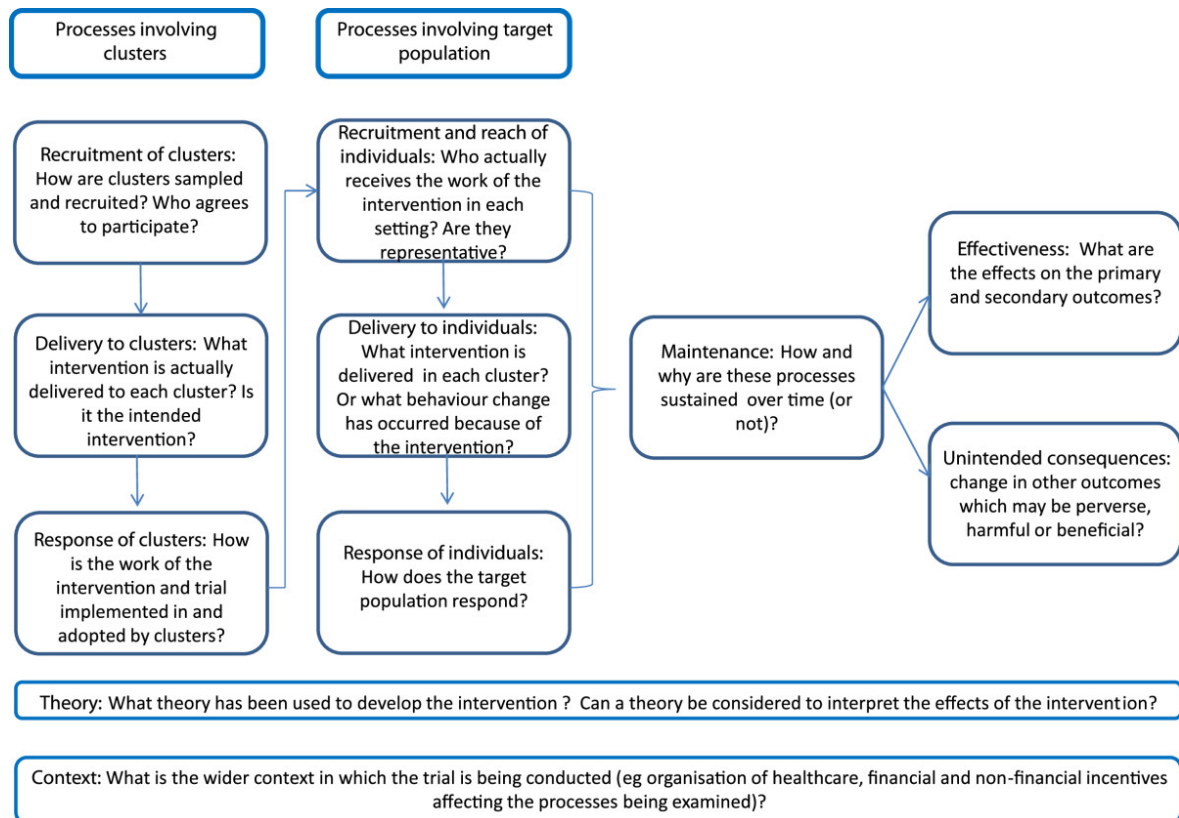 Processes involving
clusters
Processes involving target
population
Recruitment of clusters:
How are clusters sampled
and recruited? Who agrees
to participate?
Delivery to clusters: What
intervention is actually
delivered to each cluster? Is
it the intended
intervention?
Response of clusters: How
is the work of the
intervention and trial
implemented in and
adopted by clusters?
Recruitment and reach of
individuals: Who actually
receives the work of the
intervention in each
setting? Are they
representative?
Delivery to individuals:
What intervention is
delivered in each cluster?
Or what behaviour change
has occurred because of
the intervention?
Response of individuals:
How does the target
population respond?
Maintenance: How and
why are these processes
sustained over time (or
not)?
Effectiveness: What are
the effects on the primary
and secondary outcomes?
Unintended consequences:
change in other outcomes
which may be perverse,
harmful or beneficial?
Theory: What theory has been used to develop the intervention ? Can a theory be considered to interpret the effects of the intervention?
Context: What is the wider context in which the trial is being conducted (eg organisation of healthcare, financial and non-financial incentives
affecting the processes being examined)?